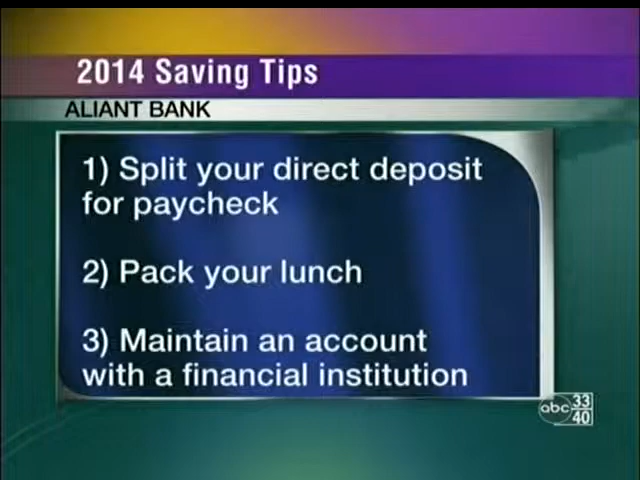 2014 Saving Tips
ALIANT BANK
1) Split your direct deposit
for paycheck
2) Pack your lunch
3) Maintain an account
with a financial institution
abc 33
40